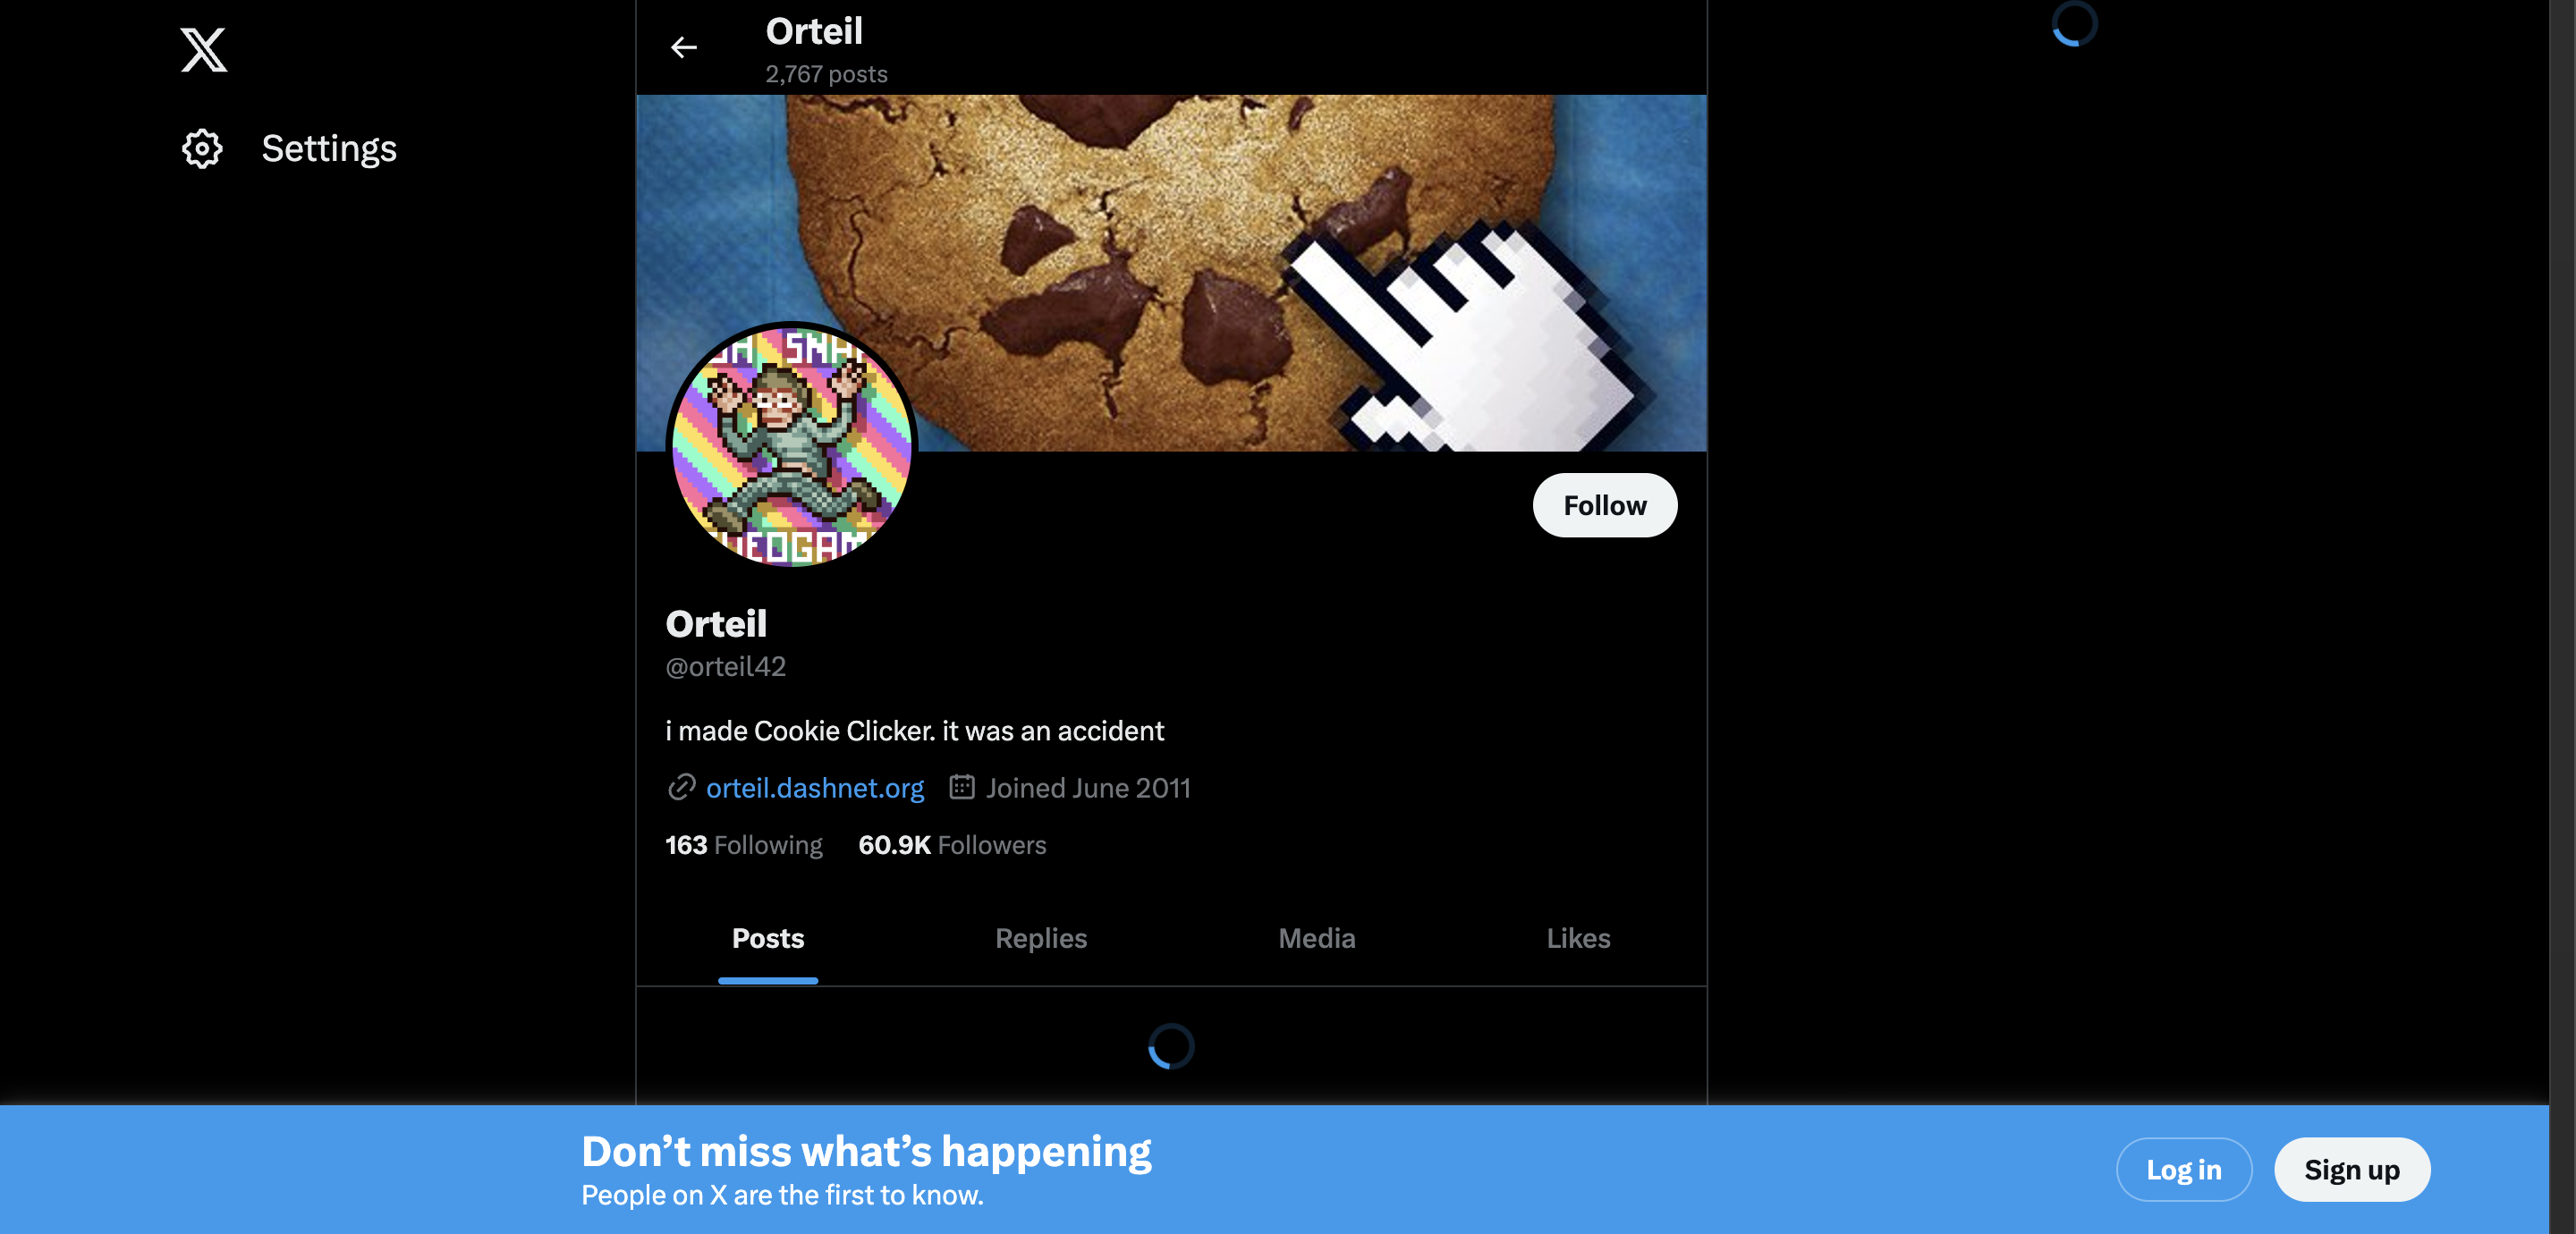 Settings
Orteil
2,767 posts
Follow
Orteil
@orteil42
i made Cookie Clicker. it was an accident
orteil.dashnet.org Joined June 2011
163 Following 60.9K Followers
Posts Replies Media Likes
Don’t miss what’s happening
People on X are the first to know.
Log in Sign up